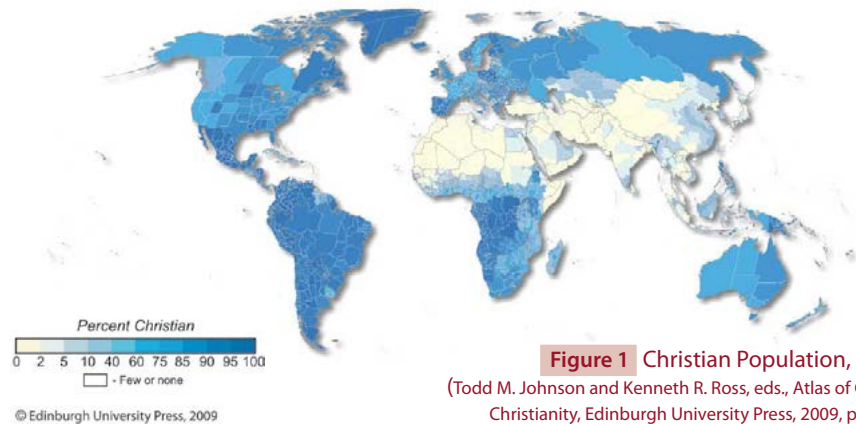 Percent Christian
0 2 5 10 40 60 75 85 90 95 100
- Few or none
© Edinburgh University Press, 2009
Figure 1 Christian Population,
(Todd M. Johnson and Kenneth R. Ross, eds., Atlas of
Christianity, Edinburgh University Press, 2009, p